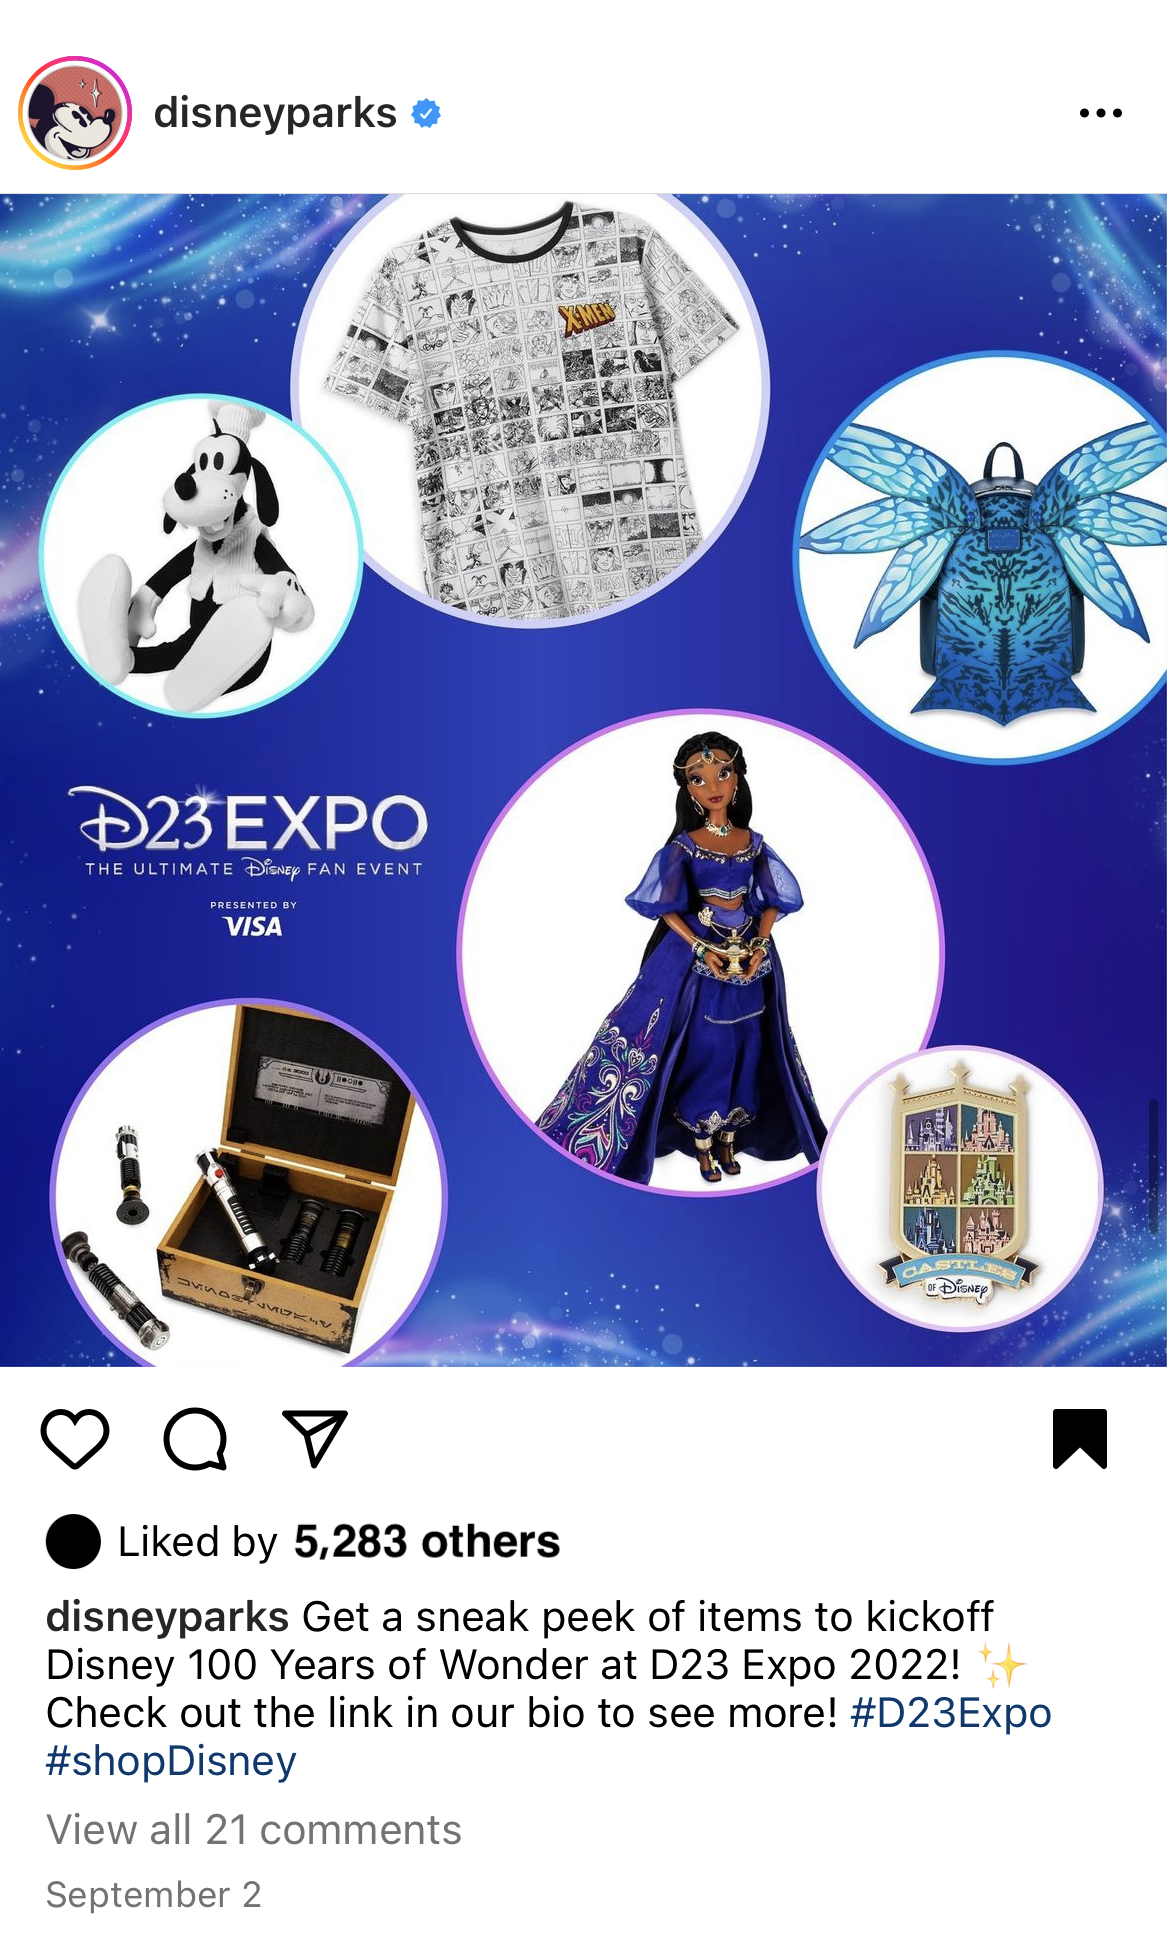 disneyparks
X-MEN
D23 EXPO
THE ULTIMATE Disney FAN EVENT
PRESENTED BY
VISA
CASTLES
OF Disney
Liked by 5,283 others
disneyparks Get a sneak peek of items to kickoff
Disney 100 Years of Wonder at D23 Expo 2022! ✨
Check out the link in our bio to see more! #D23Expo
#shopDisney
View all 21 comments
September 2